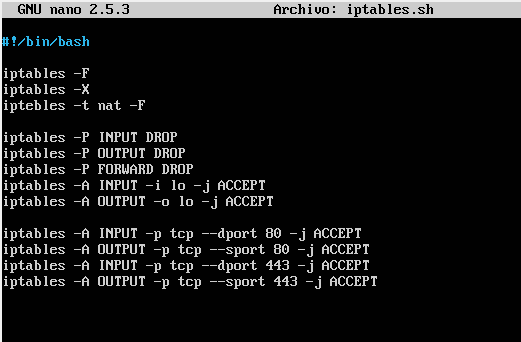 GNU nano 2.5.3 Archivo: iptables.sh
#!/bin/bash
iptables -F
iptables -X
iptebles -t nat -F
iptables -P INPUT DROP
iptables -P OUTPUT DROP
iptables -P FORWARD DROP
iptables -A INPUT -i lo -j ACCEPT
iptables -A OUTPUT -o lo -j ACCEPT
iptables -A INPUT -p tcp --dport 80 -j ACCEPT
iptables -A OUTPUT -p tcp --sport 80 -j ACCEPT
iptables -A INPUT -p tcp --dport 443 -j ACCEPT
iptables -A OUTPUT -p tcp --sport 443 -j ACCEPT